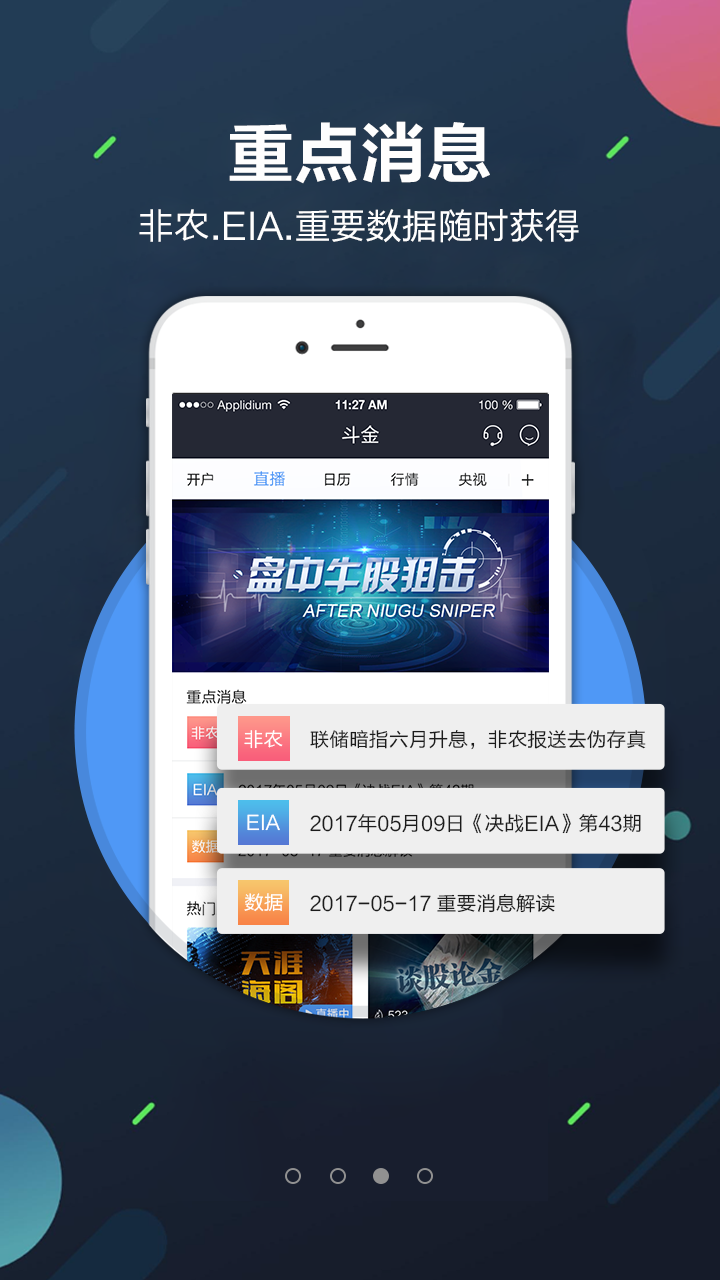 重点消息
非农.EIA.重要数据随时获得
Applidium 11:27 AM 100 %
斗金
开户 直播 日历 行情 央视 +
盘中牛股狙击
AFTER NIUGU SNIPER
重点消息
非农
非农 联储暗指六月升息，非农报送去伪存真
EIA
EIA 2017年05月09日《决战EIA》第43期
数据
数据 2017-05-17 重要消息解读
热门
天涯
海阁
直播中
谈股论金
522